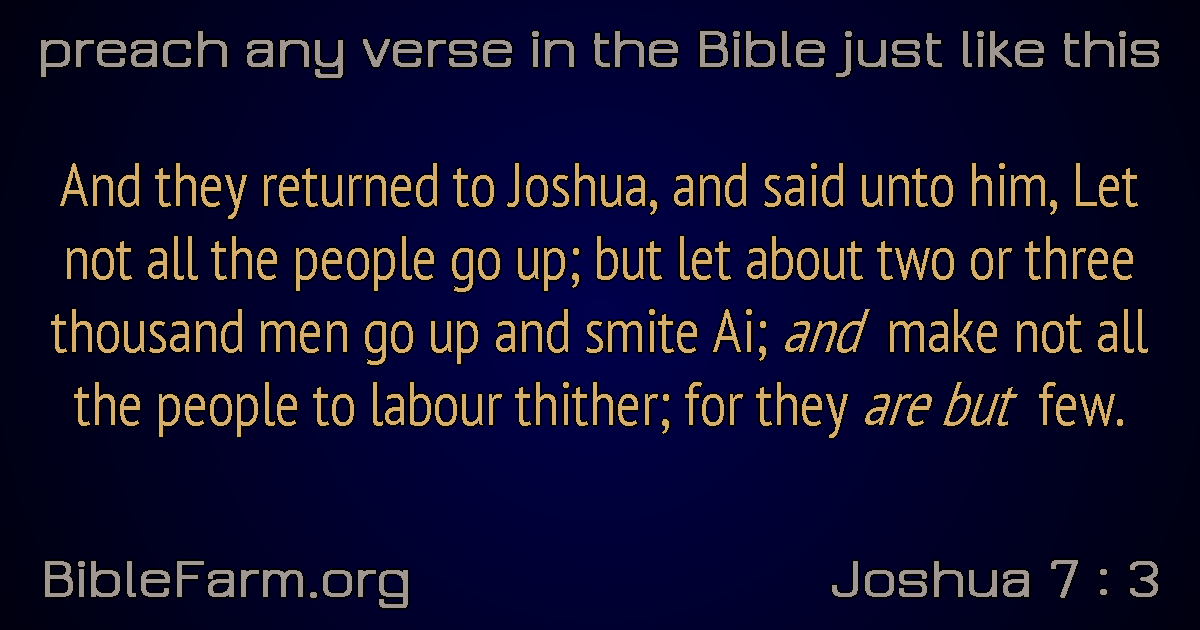 preach any verse in the Bible just like this
And they returned to Joshua, and said unto him, Let
not all the people go up; but let about two or three
thousand men go up and smite Ai; and make not all
the people to labour thither; for they are but few.
BibleFarm.org
Joshua 7 : 3